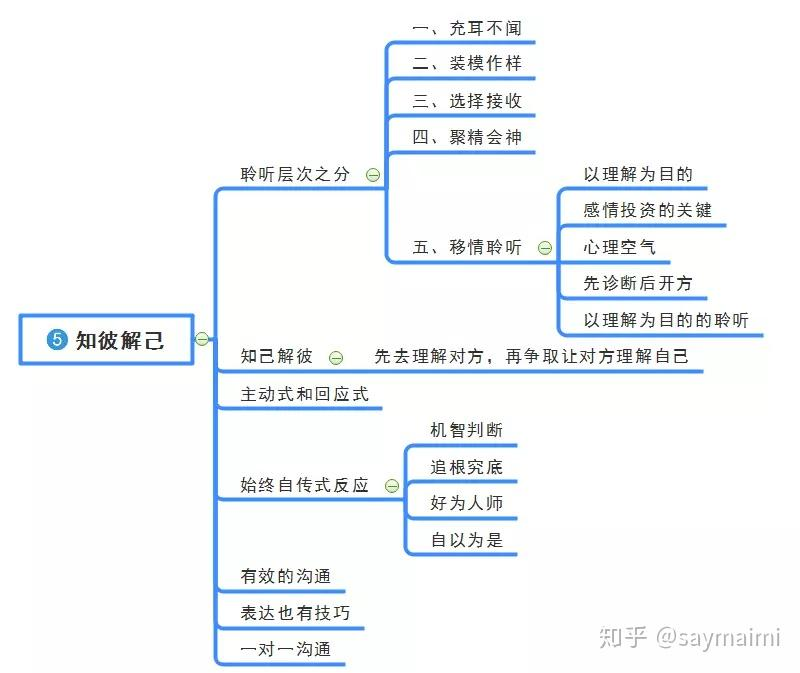 一、充耳不闻
二、装模作样
三、选择接收
四、聚精会神
聆听层次之分
以理解为目的
感情投资的关键
五、移情聆听
心理空气
先诊断后开方
以理解为目的的聆听
5 知彼解己
知己解彼
先去理解对方，再争取让对方理解自己
主动式和回应式
机智判断
追根究底
始终自传式反应
好为人师
自以为是
有效的沟通
表达也有技巧
一对一沟通
知乎 @saymaimi